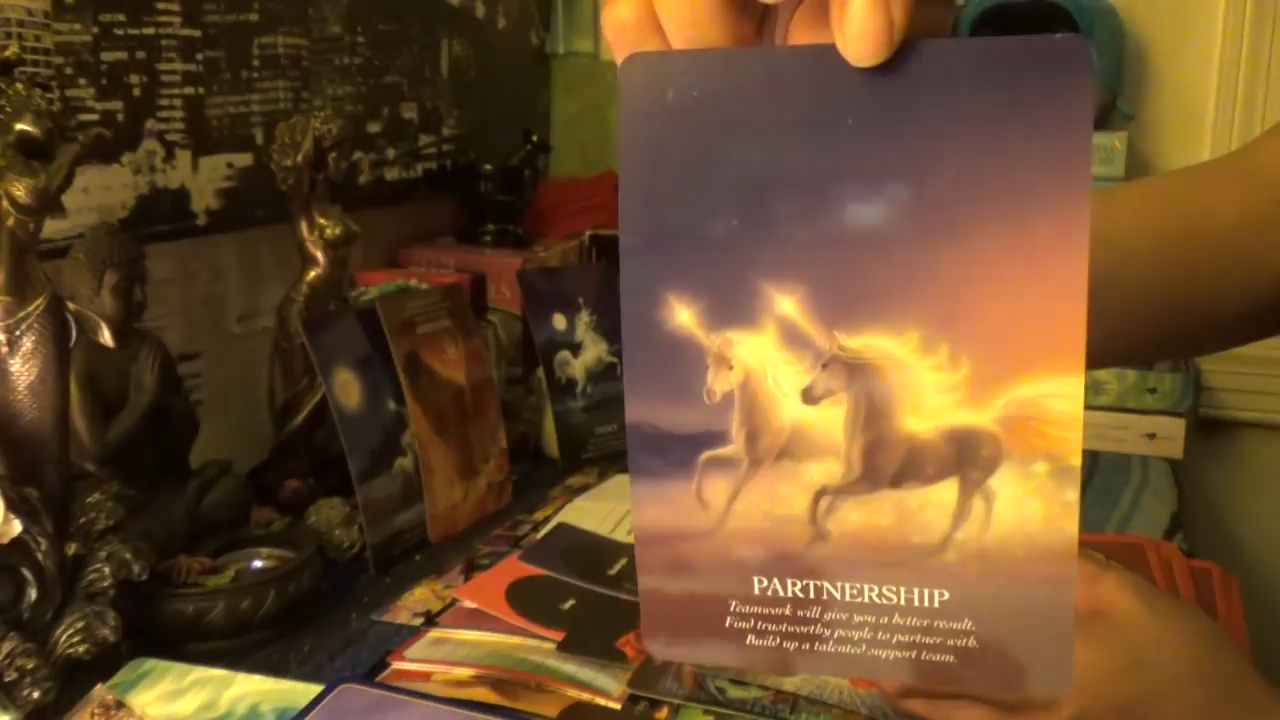 PARTNERSHIP
Teamwork will give you a better result.
Find trustworthy people to partner with.
Build up a talented support team.